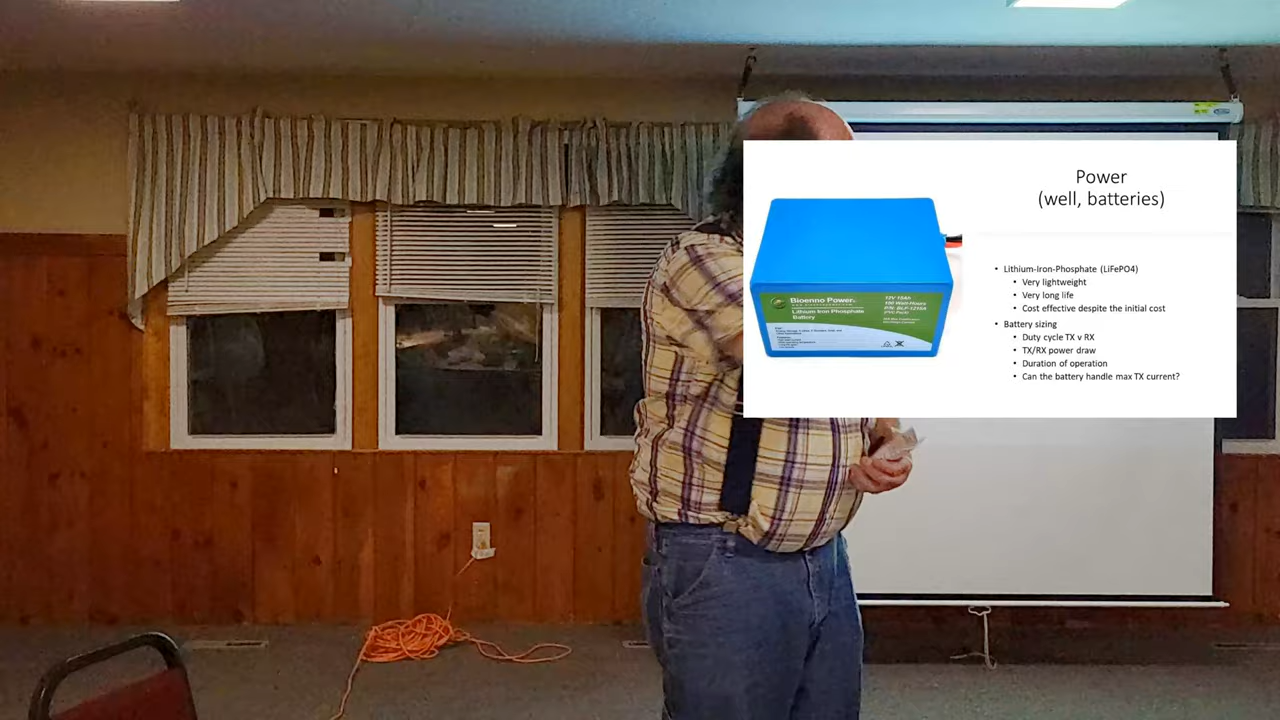 Power
(well, batteries)
Bioenno Power
Lithium Iron Phosphate
Battery
12V 15Ah
• Lithium-Iron-Phosphate (LiFePO4)
• Very lightweight
• Very long life
• Cost effective despite the initial cost
• Battery sizing
• Duty cycle TX v RX
• TX/RX power draw
• Duration of operation
• Can the battery handle max TX current?